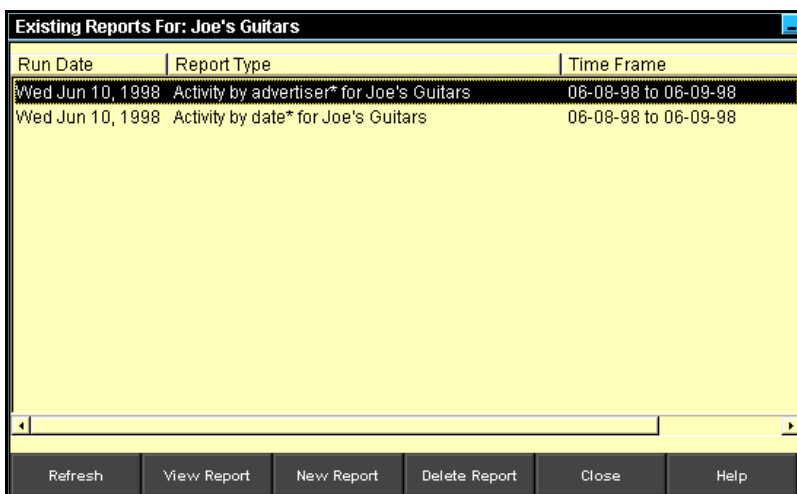 Existing Reports For: Joe's Guitars
Run Date Report Type Time Frame
Wed Jun 10, 1998 Activity by advertiser* for Joe's Guitars 06-08-98 to 06-09-98
Wed Jun 10, 1998 Activity by date* for Joe's Guitars 06-08-98 to 06-09-98
Refresh View Report New Report Delete Report Close Help